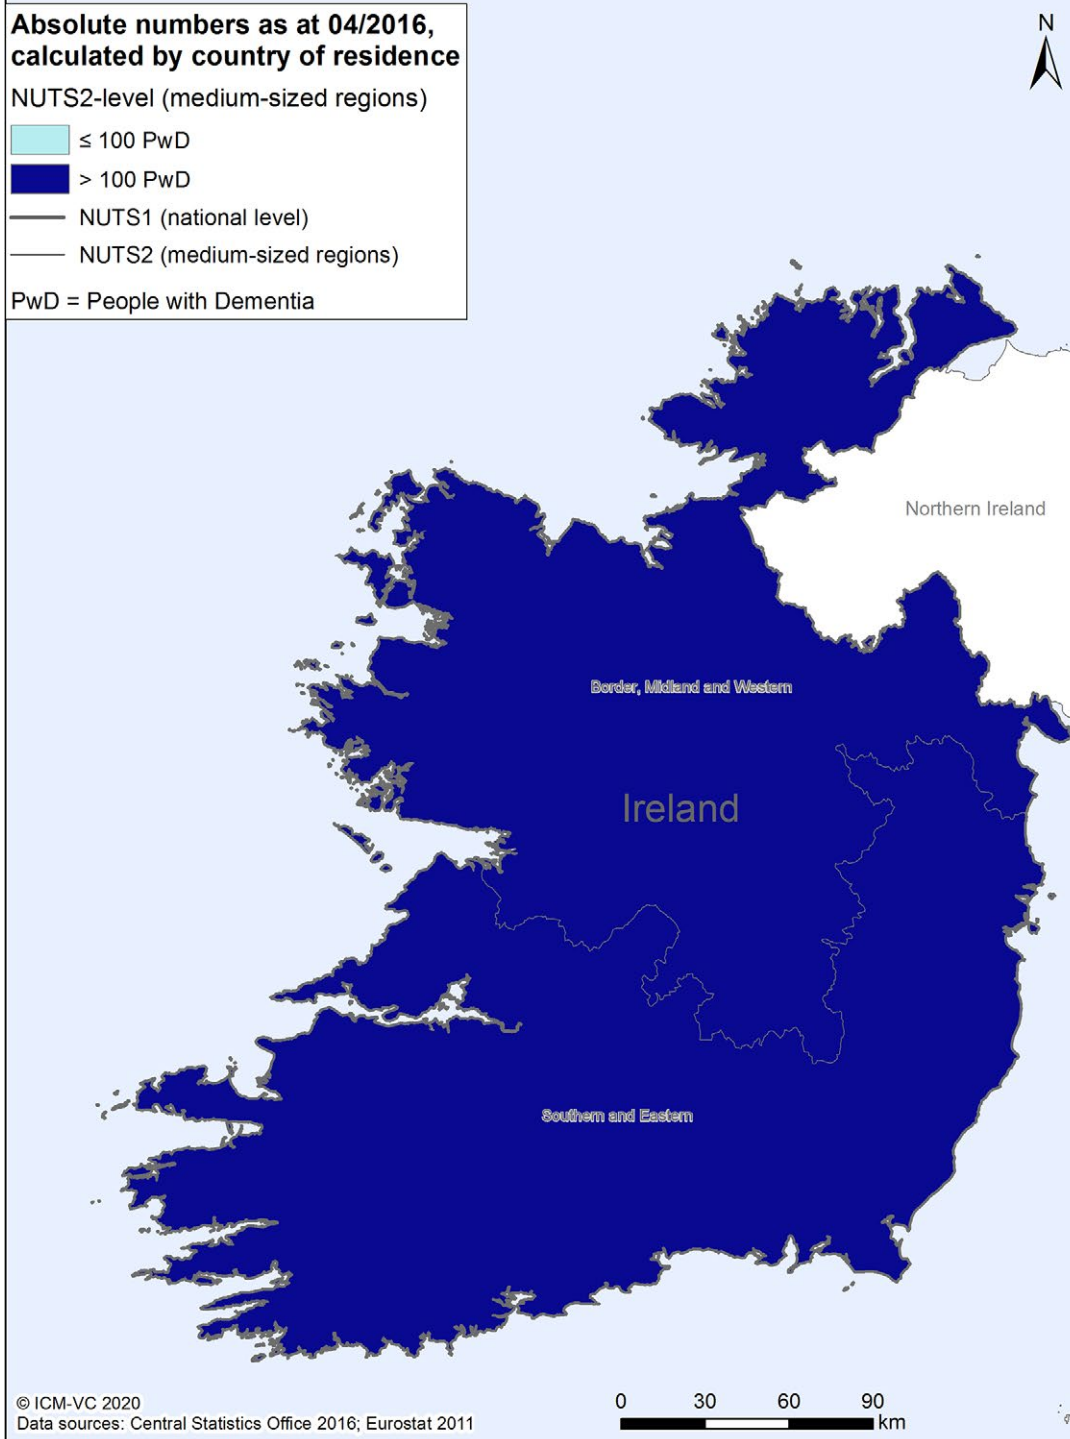 Absolute numbers as at 04/2016,
calculated by country of residence
NUTS2-level (medium-sized regions)
≤ 100 PwD
> 100 PwD
NUTS1 (national level)
NUTS2 (medium-sized regions)
PwD = People with Dementia
N
Northern Ireland
Border, Midland and Western
Ireland
Southern and Eastern
© ICM-VC 2020
Data sources: Central Statistics Office 2016; Eurostat 2011
0 30 60 90
km